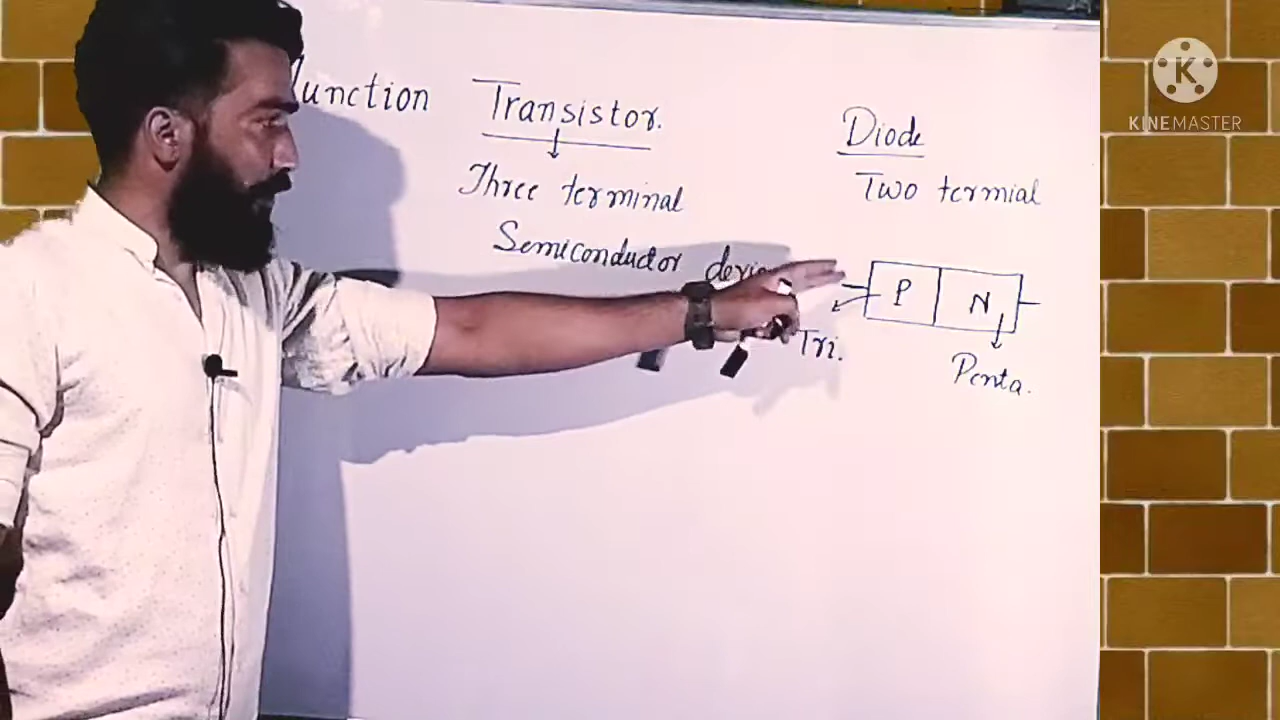 Junction Transistor.
Three terminal
Semiconductor
Diode
Two termial
P N
Tri.
Penta.
K
KINEMASTER